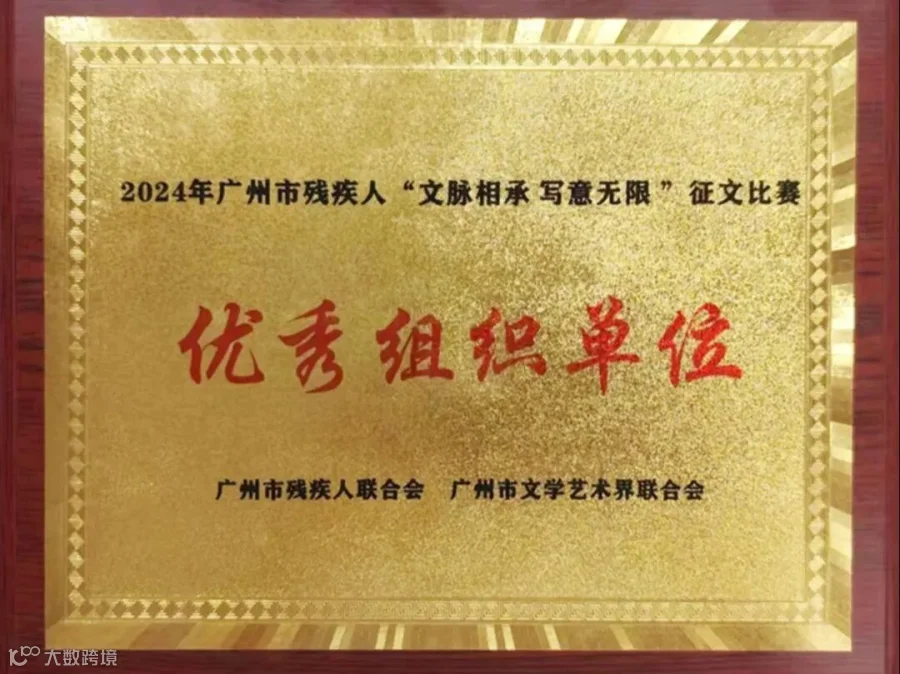 2024年广州市残疾人“文脉相承 写意无限”征文比赛
优秀组织单位
广州市残疾人联合会 广州市文学艺术界联合会
大数跨境